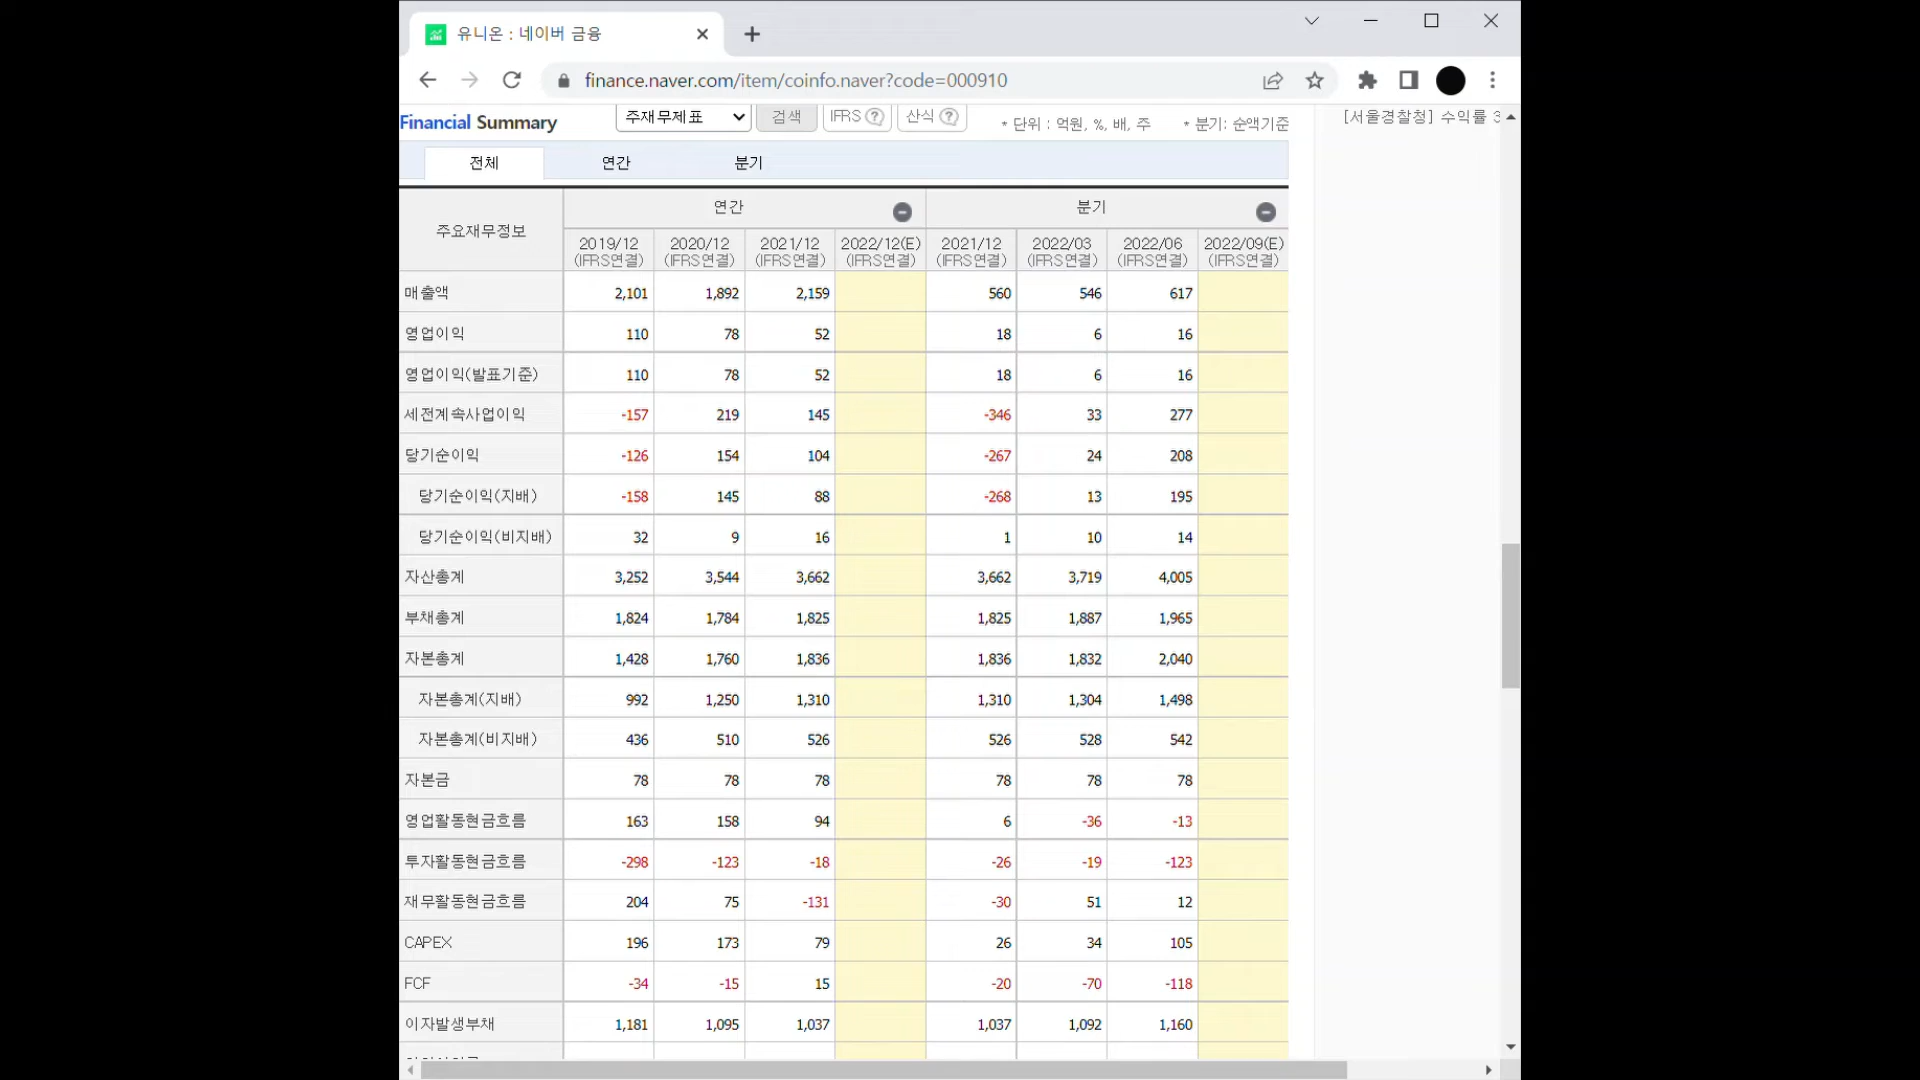 유니온 : 네이버 금융
finance.naver.com/item/coinfo.naver?code=000910
Financial Summary 주재무제표 검색 IFRS ? 산식 ? * 단위 : 억원, %, 배, 주 * 분기: 순액기준 [서울경찰청] 수익률 3
전체 연간 분기
주요재무정보 연간 분기
2019/12 2020/12 2021/12 2022/12(E) 2021/12 2022/03 2022/06 2022/09(E)
(IFRS연결) (IFRS연결) (IFRS연결) (IFRS연결) (IFRS연결) (IFRS연결) (IFRS연결) (IFRS연결)
매출액 2,101 1,892 2,159 560 546 617
영업이익 110 78 52 18 6 16
영업이익(발표기준) 110 78 52 18 6 16
세전계속사업이익 -157 219 145 -346 33 277
당기순이익 -126 154 104 -267 24 208
당기순이익(지배) -158 145 88 -268 13 195
당기순이익(비지배) 32 9 16 1 10 14
자산총계 3,252 3,544 3,662 3,662 3,719 4,005
부채총계 1,824 1,784 1,825 1,825 1,887 1,965
자본총계 1,428 1,760 1,836 1,836 1,832 2,040
자본총계(지배) 992 1,250 1,310 1,310 1,304 1,498
자본총계(비지배) 436 510 526 526 528 542
자본금 78 78 78 78 78 78
영업활동현금흐름 163 158 94 6 -36 -13
투자활동현금흐름 -298 -123 -18 -26 -19 -123
재무활동현금흐름 204 75 -131 -30 51 12
CAPEX 196 173 79 26 34 105
FCF -34 -15 15 -20 -70 -118
이자발생부채 1,181 1,095 1,037 1,037 1,092 1,160